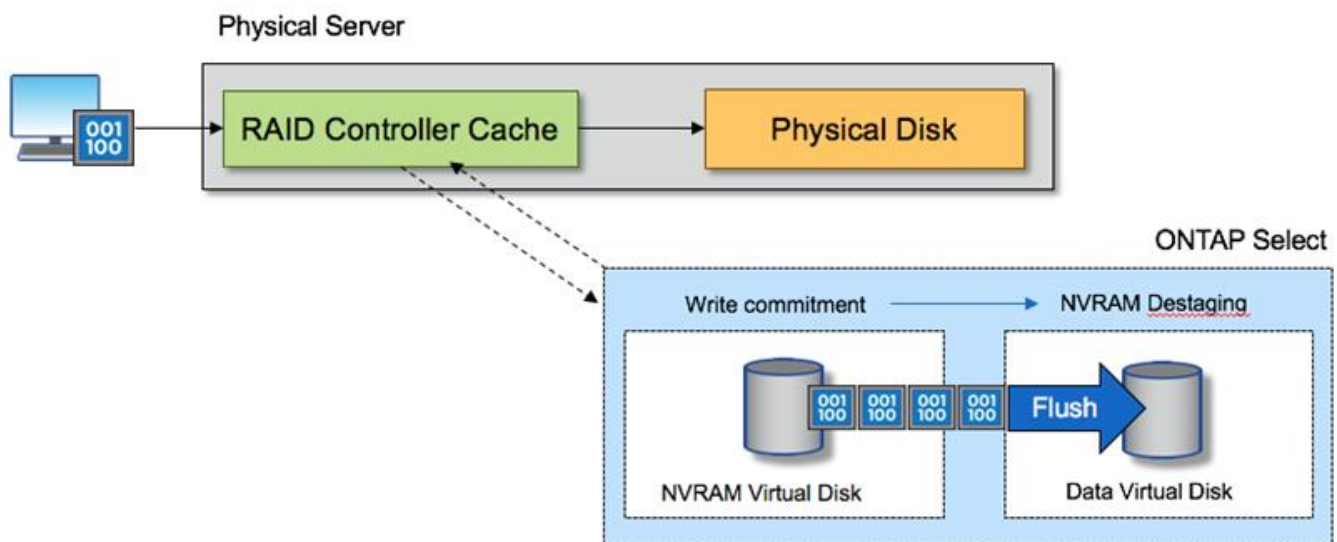 Physical Server
001
100
RAID Controller Cache
Physical Disk
ONTAP Select
Write commitment
NVRAM Destaging
001
100
001
100
001
100
001
100
Flush
NVRAM Virtual Disk
Data Virtual Disk